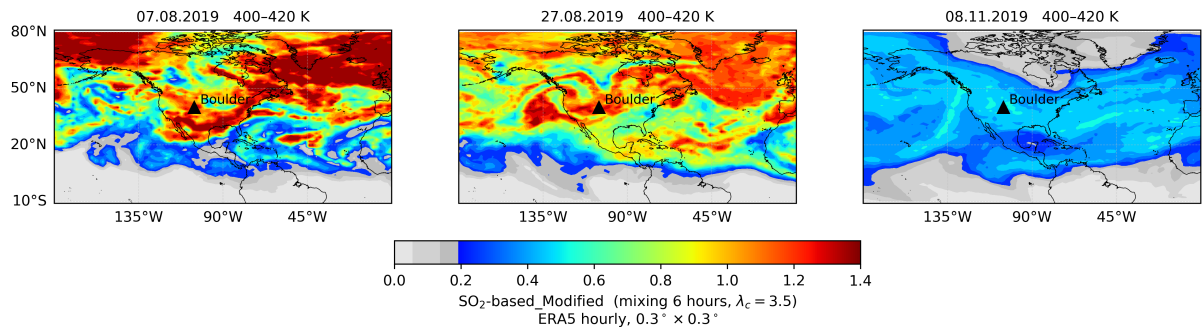 07.08.2019 400–420 K
27.08.2019 400–420 K
08.11.2019 400–420 K
80°N
50°N
20°N
10°S
Boulder
Boulder
Boulder
135°W 90°W 45°W
135°W 90°W 45°W
135°W 90°W 45°W
0.0 0.2 0.4 0.6 0.8 1.0 1.2 1.4
SO₂-based_Modified (mixing 6 hours, λ_c = 3.5)
ERA5 hourly, 0.3° × 0.3°